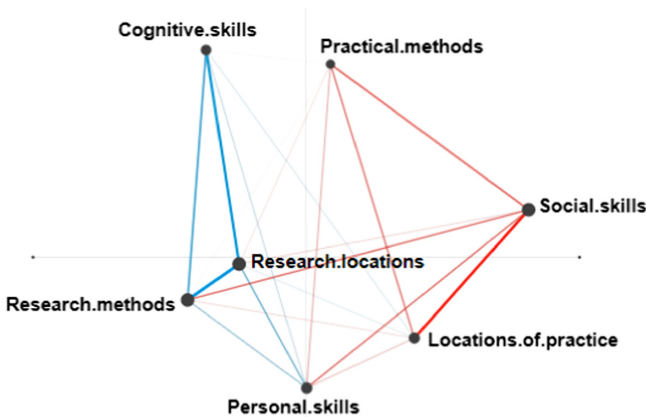 Cognitive.skills
Practical.methods
Social.skills
Research.locations
Research.methods
Locations.of.practice
Personal.skills